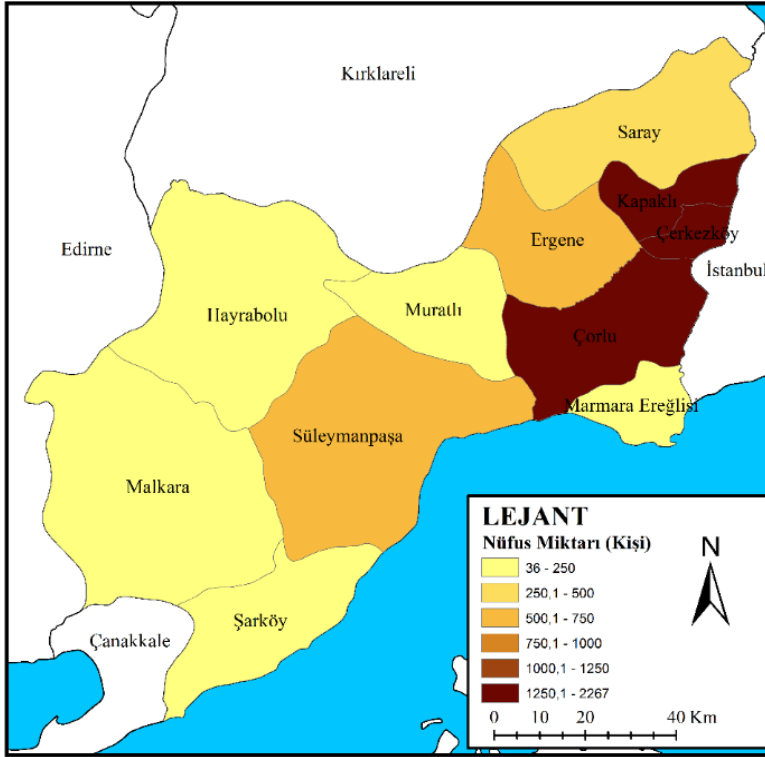 Kırklareli
Saray
Kapaklı
Çerkezköy
Edirne
Ergene
İstanbul
Hayrabolu
Muratlı
Çorlu
Marmara Ereğlisi
Süleymanpaşa
Malkara
Şarköy
Çanakkale
LEJANT
Nüfus Miktarı (Kişi)
36 - 250
250,1 - 500
500,1 - 750
750,1 - 1000
1000,1 - 1250
1250,1 - 2267
N
0 10 20 40 Km